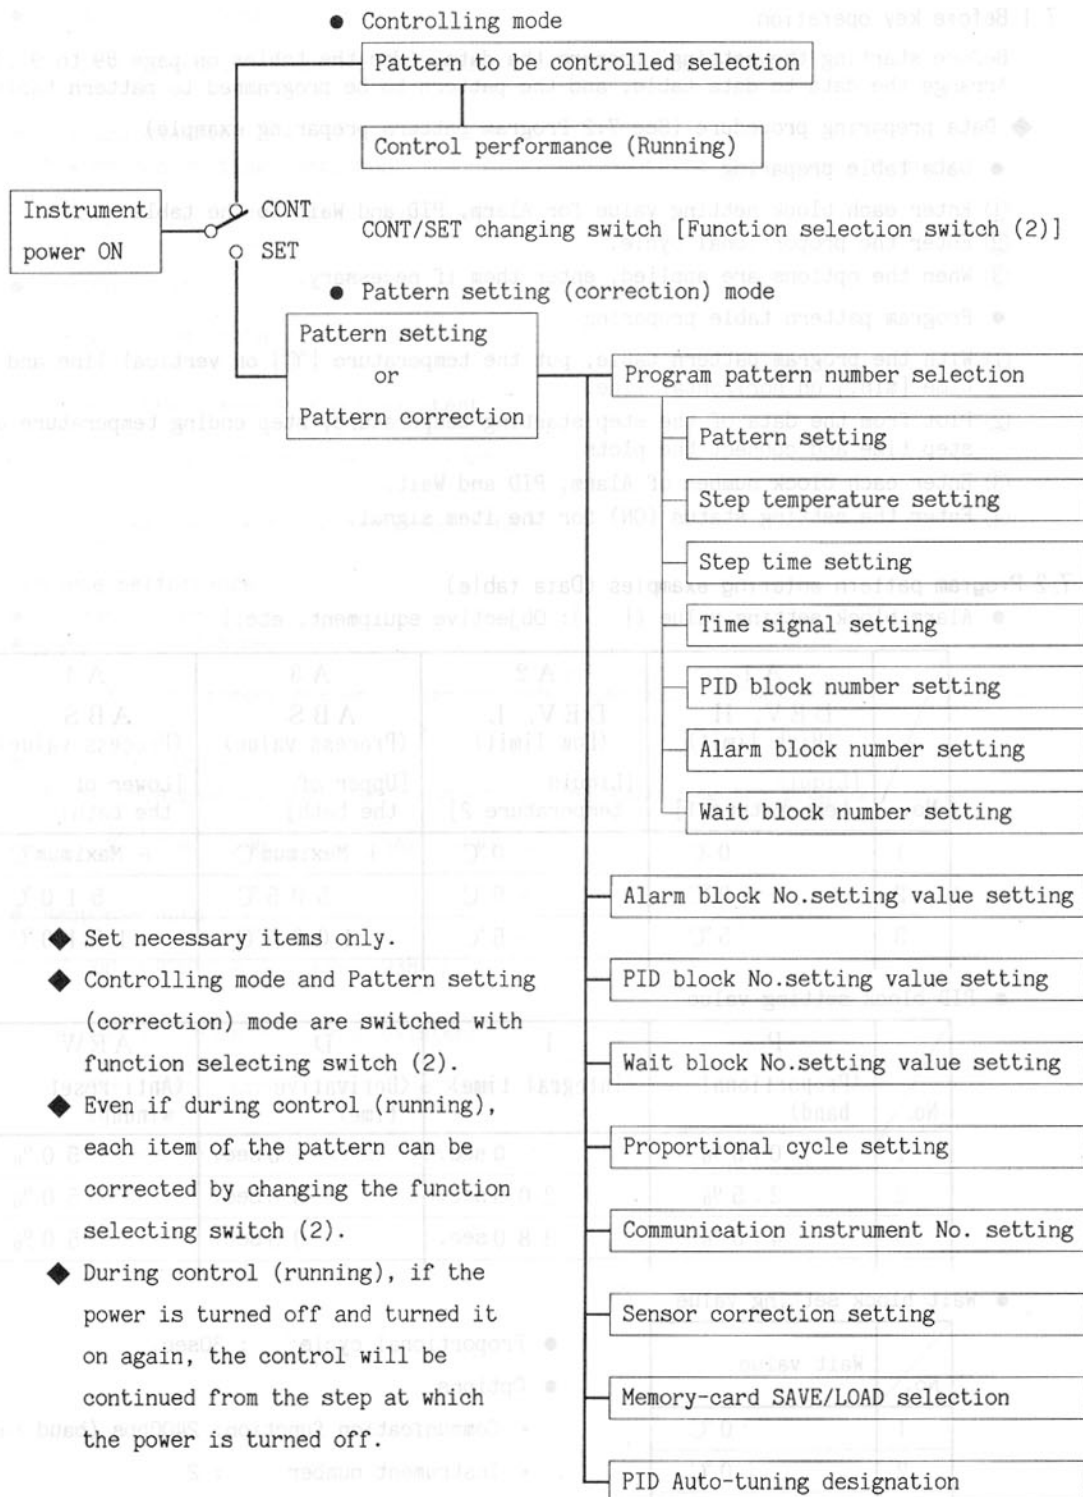 ● Controlling mode
Pattern to be controlled selection
Control performance (Running)
Instrument
power ON
CONT
SET
CONT/SET changing switch [Function selection switch (2)]
● Pattern setting (correction) mode
Pattern setting
or
Pattern correction
Program pattern number selection
Pattern setting
Step temperature setting
Step time setting
Time signal setting
PID block number setting
Alarm block number setting
Wait block number setting
Alarm block No.setting value setting
PID block No.setting value setting
Wait block No.setting value setting
Proportional cycle setting
Communication instrument No. setting
Sensor correction setting
Memory-card SAVE/LOAD selection
PID Auto-tuning designation
◆ Set necessary items only.
◆ Controlling mode and Pattern setting
(correction) mode are switched with
function selecting switch (2).
◆ Even if during control (running),
each item of the pattern can be
corrected by changing the function
selecting switch (2).
◆ During control (running), if the
power is turned off and turned it
on again, the control will be
continued from the step at which
the power is turned off.